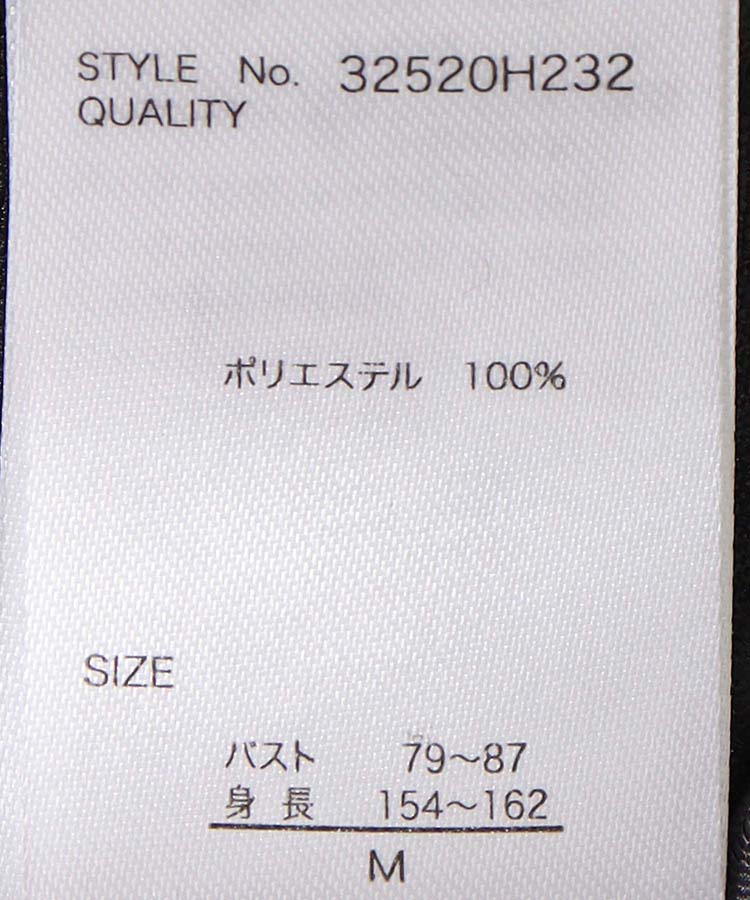 STYLE No. 32520H232
QUALITY
ポリエステル 100%
SIZE
バスト 79～87
身長 154～162
M